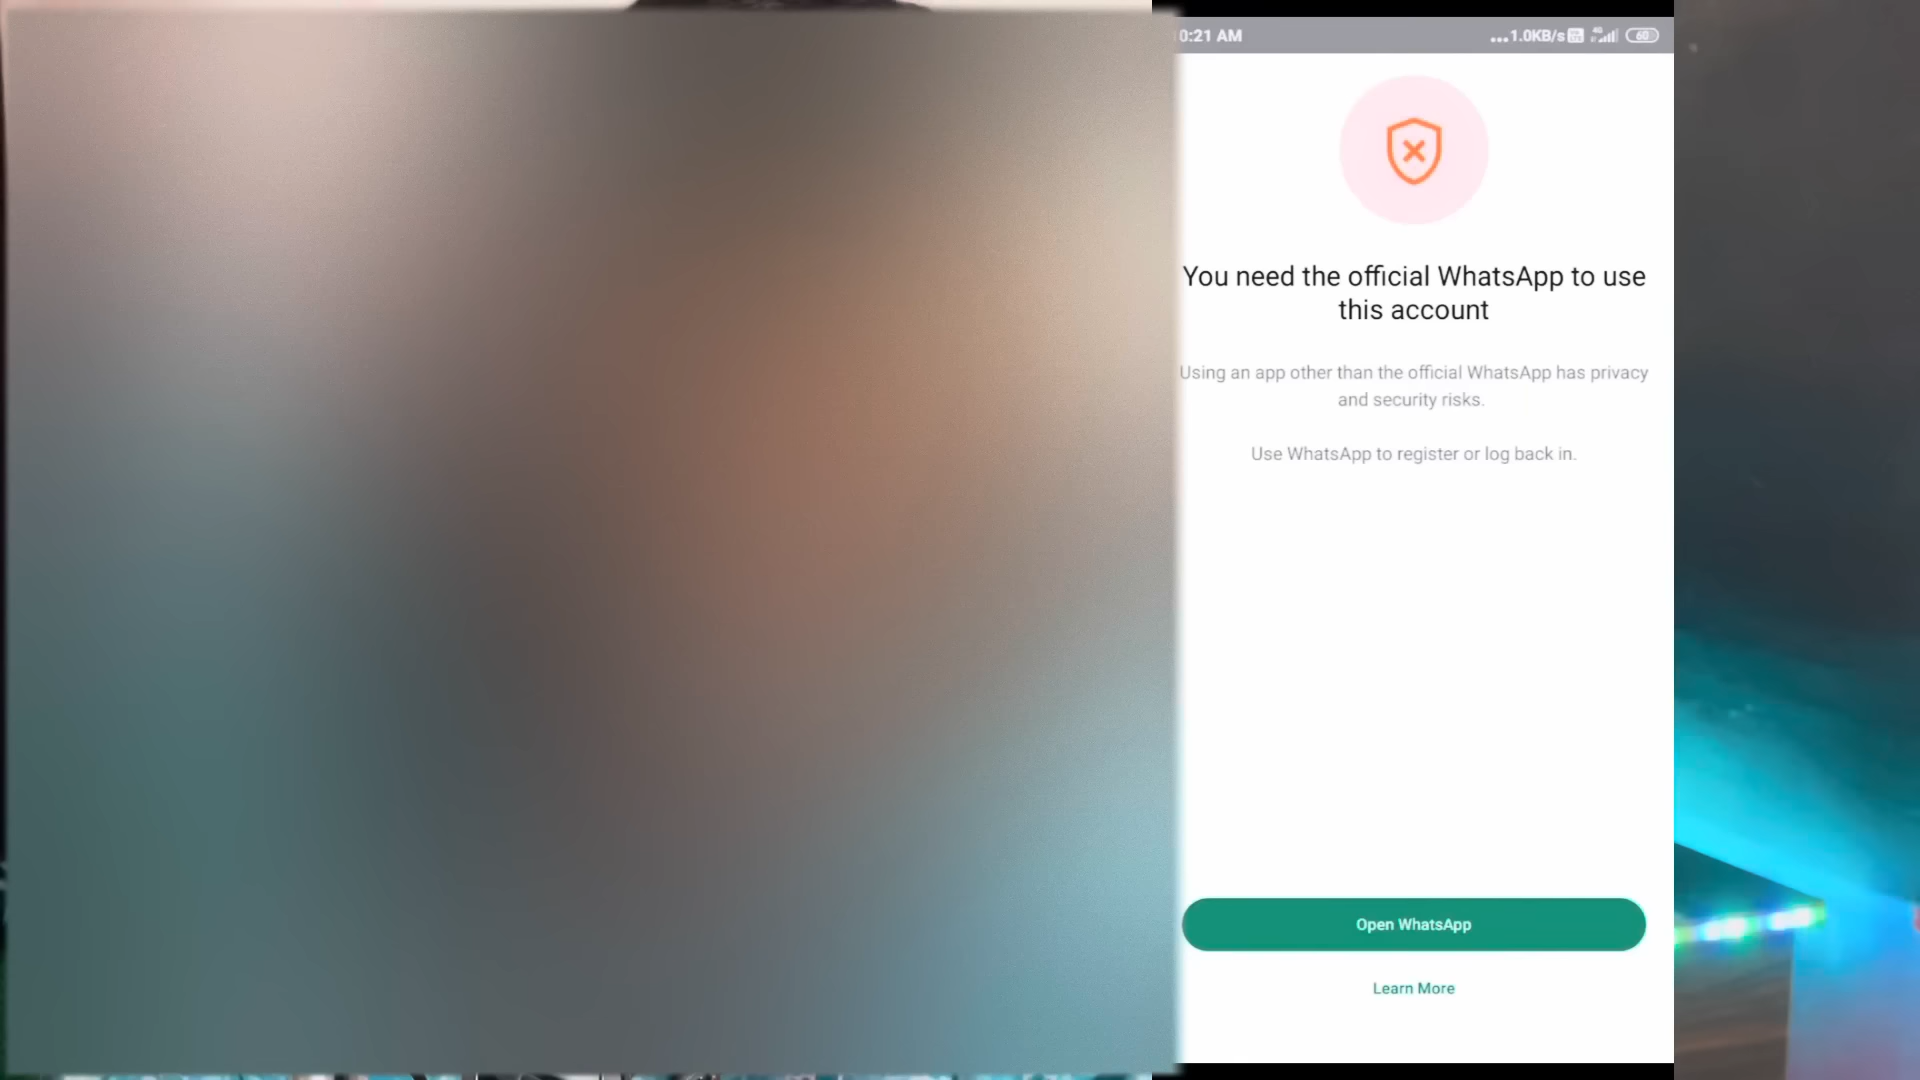 0:21 AM ...1.0KB/s 4G 60
You need the official WhatsApp to use
this account
Using an app other than the official WhatsApp has privacy
and security risks.
Use WhatsApp to register or log back in.
Open WhatsApp
Learn More